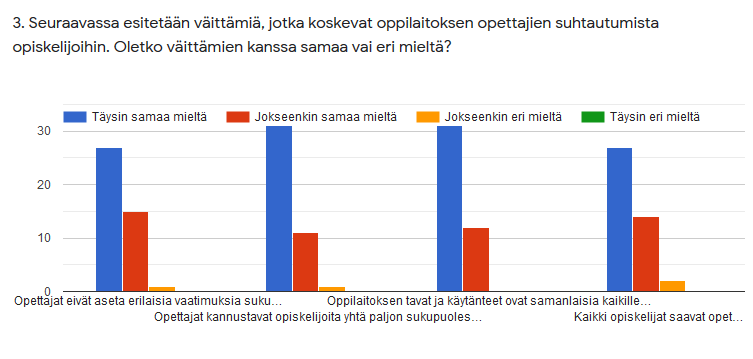 3. Seuraavassa esitetään väittämiä, jotka koskevat oppilaitoksen opettajien suhtautumista
opiskelijoihin. Oletko väittämien kanssa samaa vai eri mieltä?
Täysin samaa mieltä Jokseenkin samaa mieltä Jokseenkin eri mieltä Täysin eri mieltä
30
20
10
0
Opettajat eivät aseta erilaisia vaatimuksia suku... Oppilaitoksen tavat ja käytänteet ovat samanlaisia kaikille...
Opettajat kannustavat opiskelijoita yhtä paljon sukupuoles... Kaikki opiskelijat saavat opet...